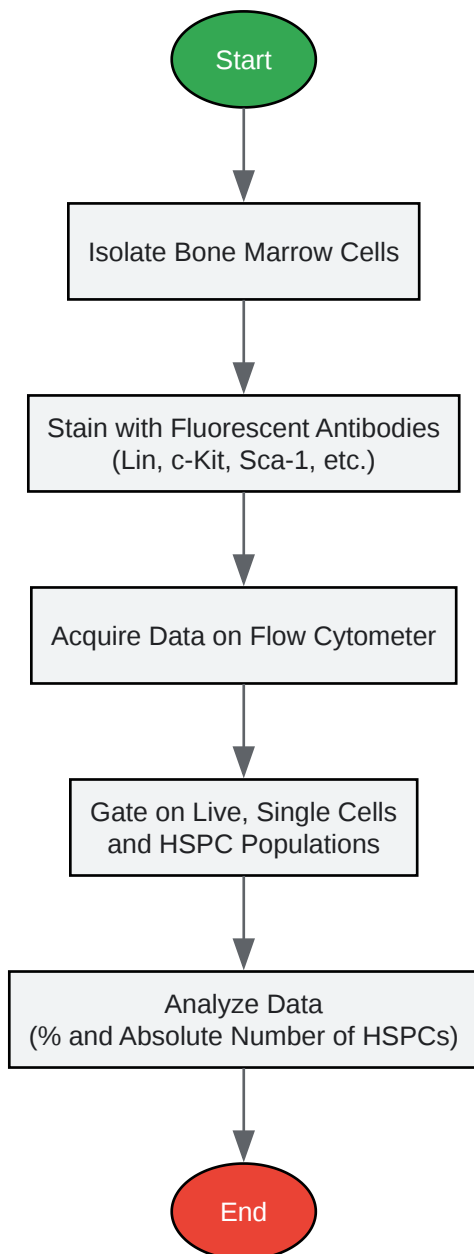 Start
Isolate Bone Marrow Cells
Stain with Fluorescent Antibodies
(Lin, c-Kit, Sca-1, etc.)
Acquire Data on Flow Cytometer
Gate on Live, Single Cells
and HSPC Populations
Analyze Data
(% and Absolute Number of HSPCs)
End